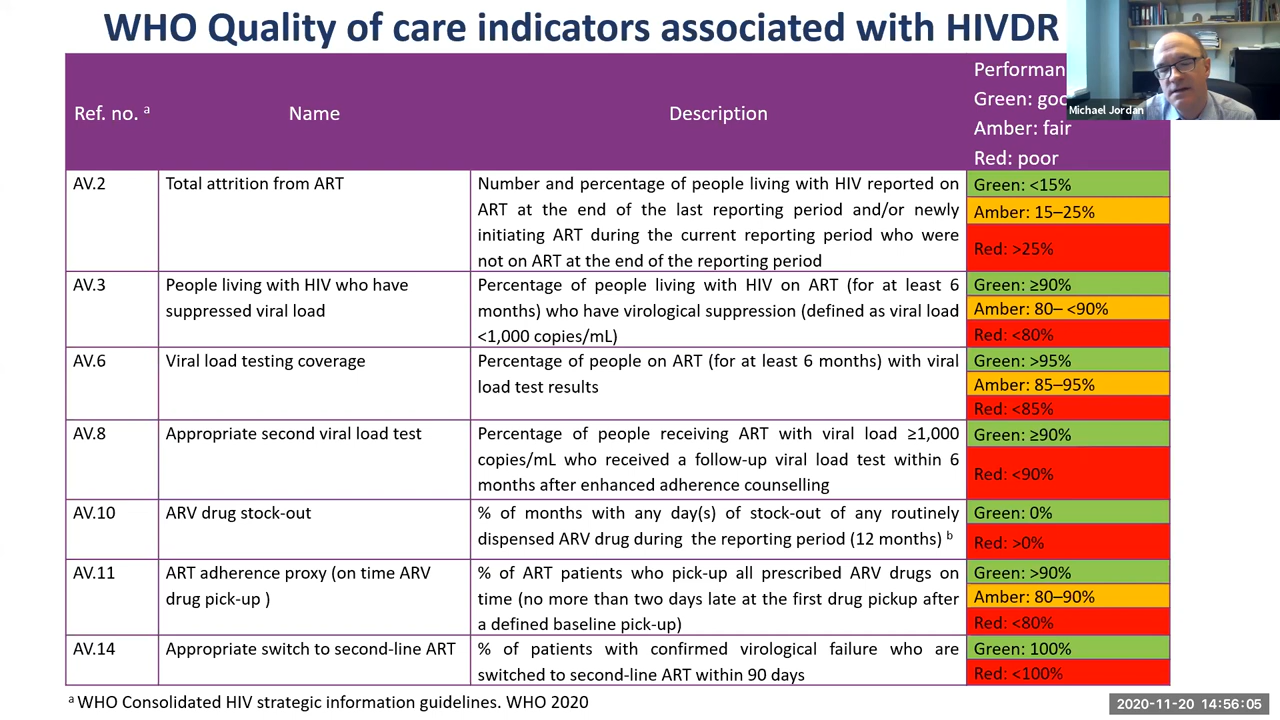 WHO Quality of care indicators associated with HIVDR
Ref. no. a
Name
Description
Green:
Amber: fair
Red: poor
Michael Jordan
AV.2
Total attrition from ART
Number and percentage of people living with HIV reported on
ART at the end of the last reporting period and/or newly
initiating ART during the current reporting period who were
not on ART at the end of the reporting period
Green: <15%
Amber: 15–25%
Red: >25%
AV.3
People living with HIV who have
suppressed viral load
Percentage of people living with HIV on ART (for at least 6
months) who have virological suppression (defined as viral load
<1,000 copies/mL)
Green: ≥90%
Amber: 80– <90%
Red: <80%
AV.6
Viral load testing coverage
Percentage of people on ART (for at least 6 months) with viral
load test results
Green: >95%
Amber: 85–95%
Red: <85%
AV.8
Appropriate second viral load test
Percentage of people receiving ART with viral load ≥1,000
copies/mL who received a follow-up viral load test within 6
months after enhanced adherence counselling
Green: ≥90%
Red: <90%
AV.10
ARV drug stock-out
% of months with any day(s) of stock-out of any routinely
dispensed ARV drug during the reporting period (12 months) b
Green: 0%
Red: >0%
AV.11
ART adherence proxy (on time ARV
drug pick-up )
% of ART patients who pick-up all prescribed ARV drugs on
time (no more than two days late at the first drug pickup after
a defined baseline pick-up)
Green: >90%
Amber: 80–90%
Red: <80%
AV.14
Appropriate switch to second-line ART
% of patients with confirmed virological failure who are
switched to second-line ART within 90 days
Green: 100%
Red: <100%
a WHO Consolidated HIV strategic information guidelines. WHO 2020
2020-11-20 14:56:05